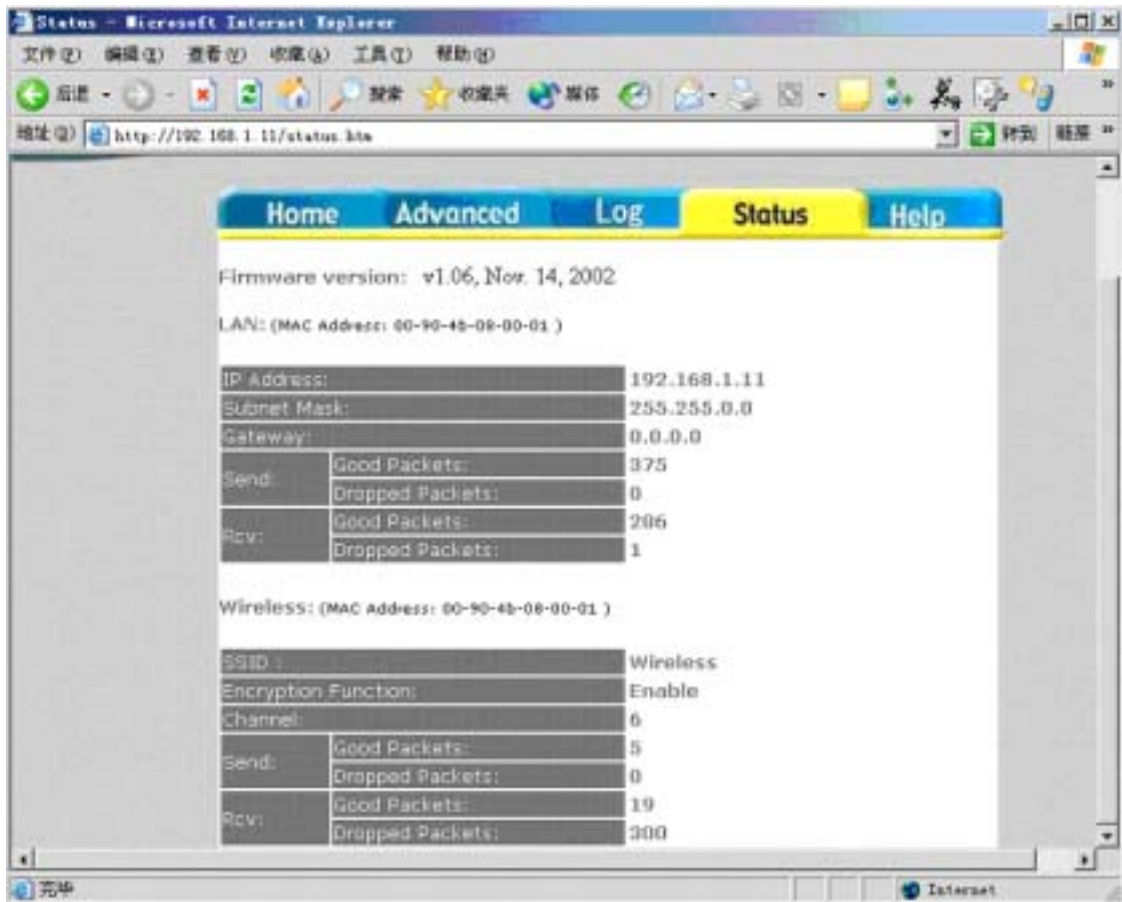 Status - Microsoft Internet Explorer
文件(F) 编辑(E) 查看(V) 收藏(A) 工具(T) 帮助(H)
后退 搜索 收藏夹 媒体
地址(D) http://192.168.1.11/status.htm 转到 链接
Home Advanced Log Status Help
Firmware version: v1.06, Nov. 14, 2002
LAN: (MAC Address: 00-90-4b-08-00-01 )
IP Address: 192.168.1.11
Subnet Mask: 255.255.0.0
Gateway: 0.0.0.0
Send: Good Packets: 375
Dropped Packets: 0
Rcv: Good Packets: 286
Dropped Packets: 1
Wireless: (MAC Address: 00-90-4b-08-00-01 )
SSID : Wireless
Encryption Function: Enable
Channel: 6
Send: Good Packets: 5
Dropped Packets: 0
Rcv: Good Packets: 19
Dropped Packets: 300
完毕 Internet